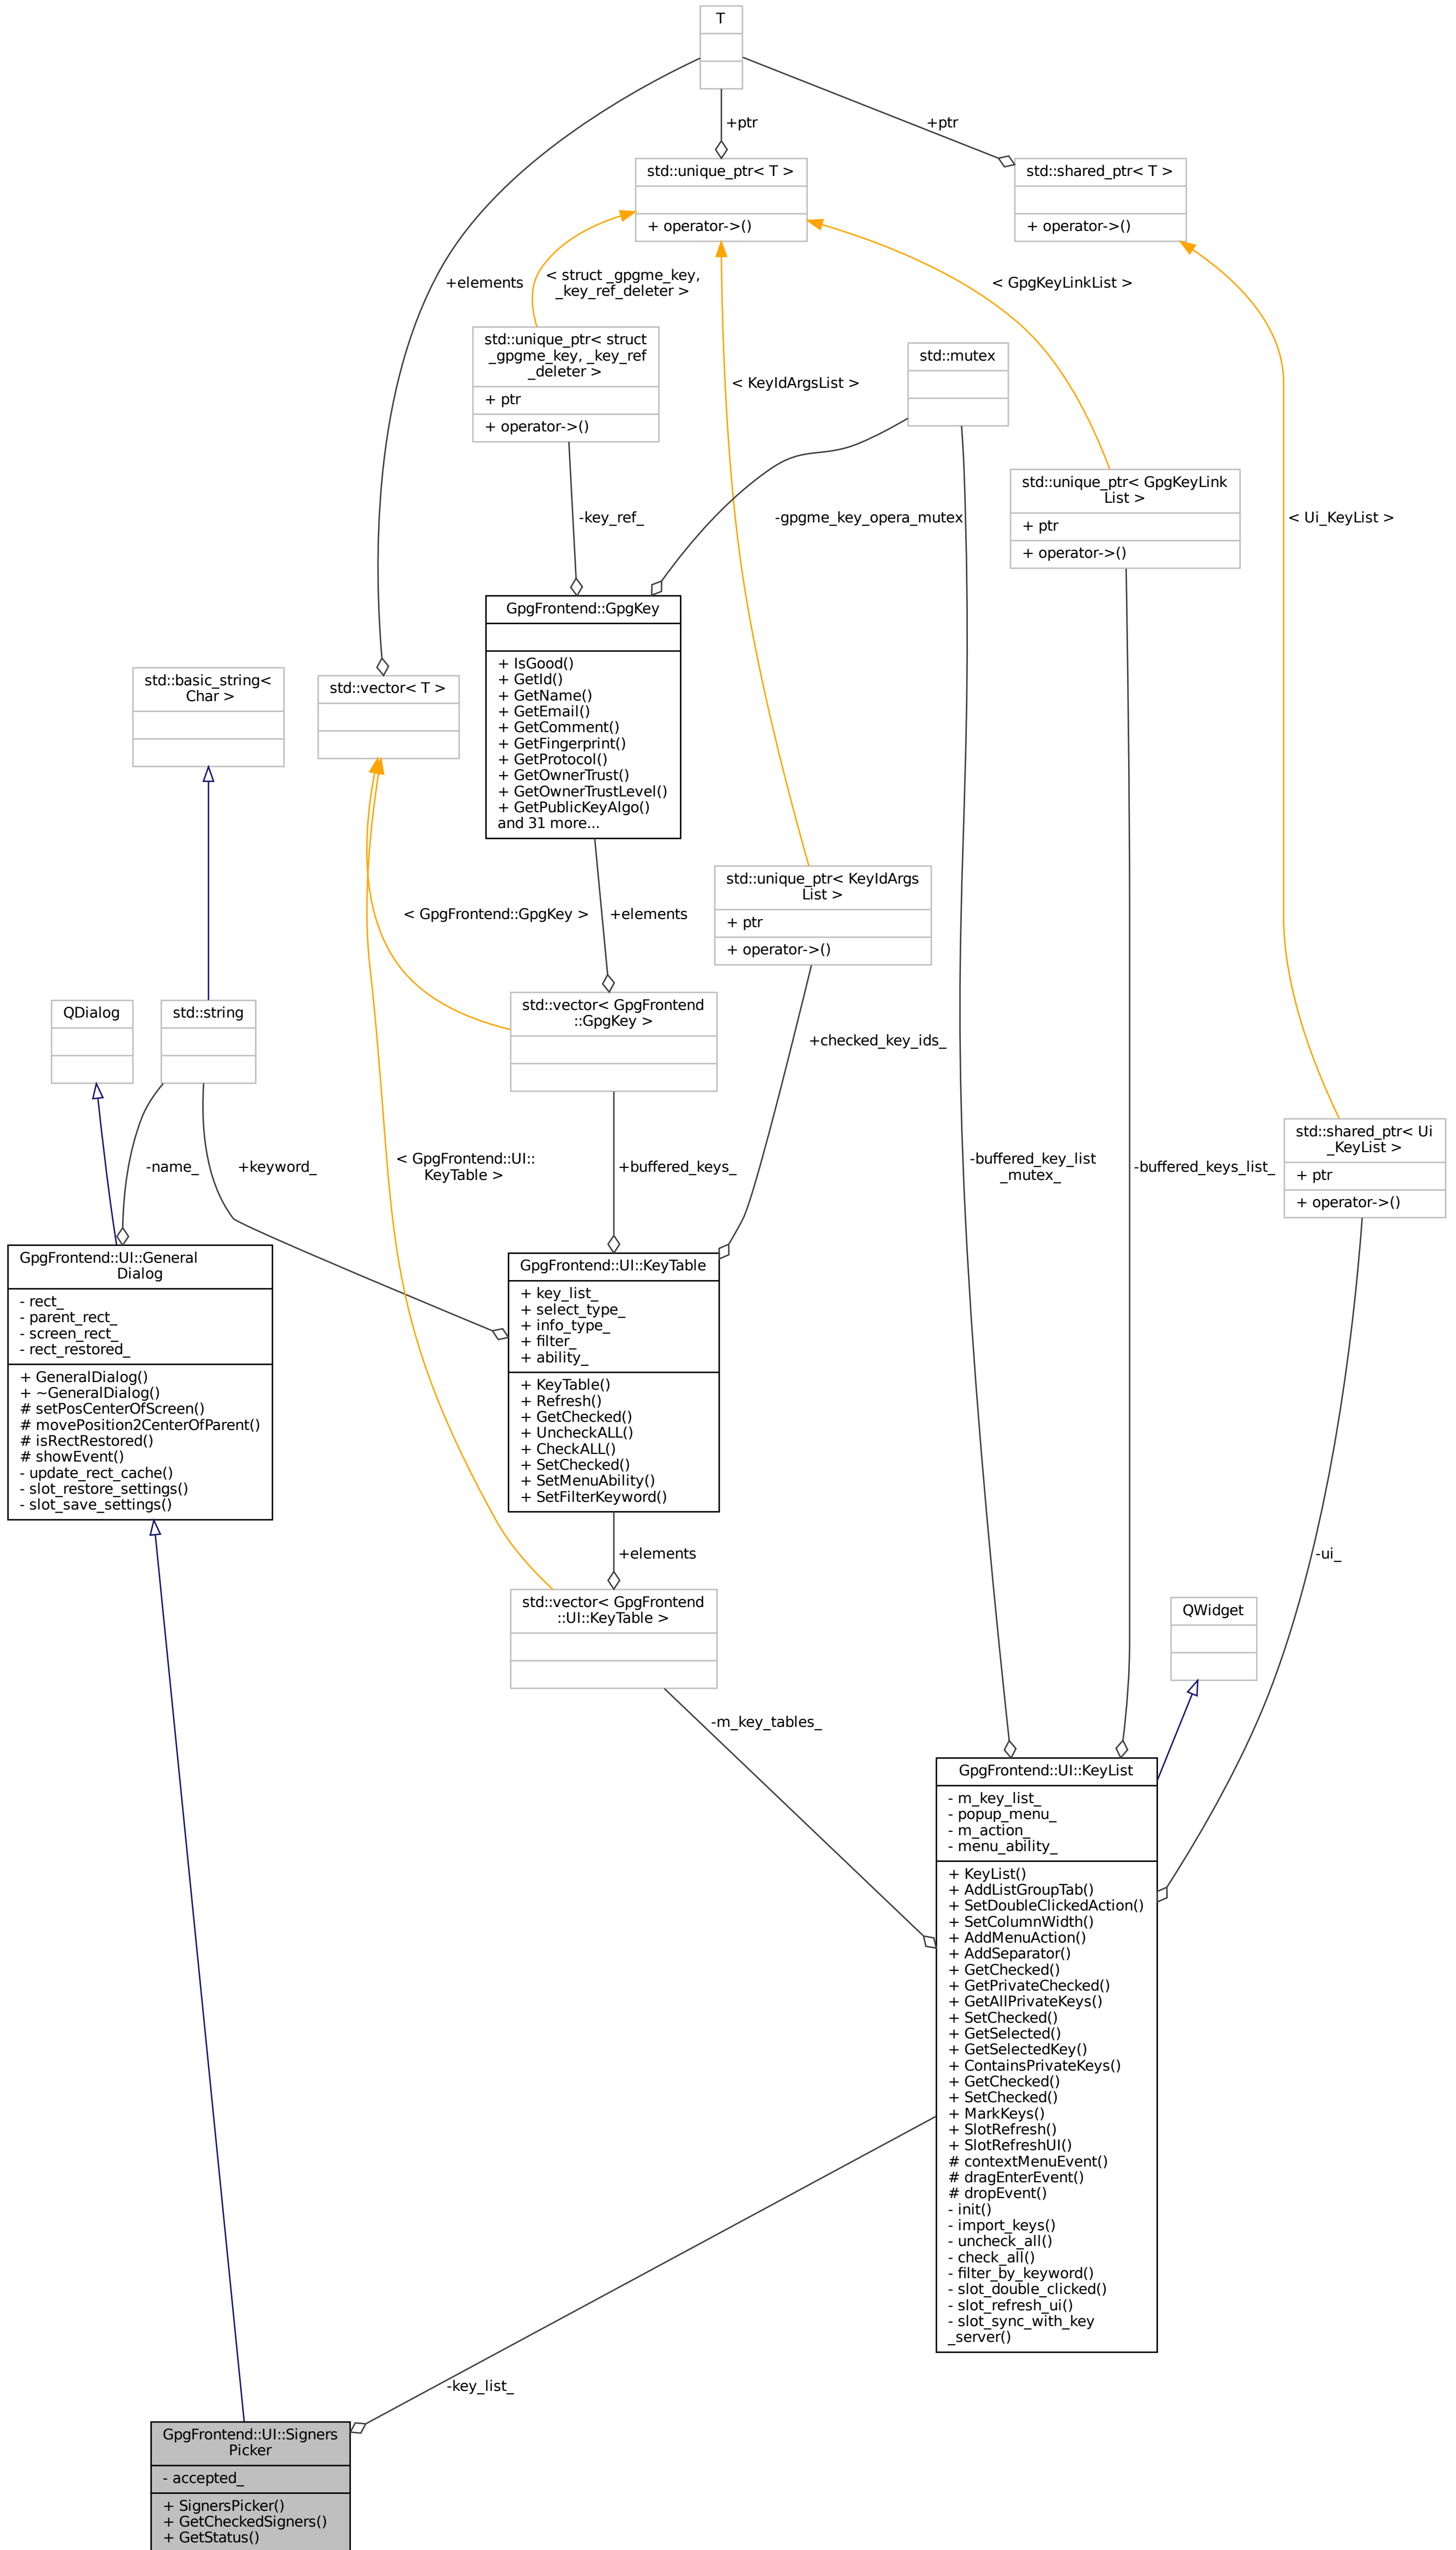 T
+ptr
+ptr
std::unique_ptr< T >
+ operator->()
std::shared_ptr< T >
+ operator->()
+elements
< struct _gpgme_key,
_key_ref_deleter >
< GpgKeyLinkList >
std::unique_ptr< struct
_gpgme_key, _key_ref
_deleter >
+ ptr
+ operator->()
std::mutex
< KeyIdArgsList >
std::unique_ptr< GpgKeyLink
List >
+ ptr
+ operator->()
-key_ref_
-gpgme_key_opera_mutex
< Ui_KeyList >
GpgFrontend::GpgKey
+ IsGood()
+ GetId()
+ GetName()
+ GetEmail()
+ GetComment()
+ GetFingerprint()
+ GetProtocol()
+ GetOwnerTrust()
+ GetOwnerTrustLevel()
+ GetPublicKeyAlgo()
and 31 more...
std::basic_string<
Char >
std::vector< T >
std::unique_ptr< KeyIdArgs
List >
+ ptr
+ operator->()
< GpgFrontend::GpgKey >
+elements
QDialog
std::string
std::vector< GpgFrontend
::GpgKey >
+checked_key_ids_
-name_
+keyword_
< GpgFrontend::UI::
KeyTable >
+buffered_keys_
-buffered_key_list
_mutex_
-buffered_keys_list_
std::shared_ptr< Ui
_KeyList >
+ ptr
+ operator->()
GpgFrontend::UI::General
Dialog
- rect_
- parent_rect_
- screen_rect_
- rect_restored_
+ GeneralDialog()
+ ~GeneralDialog()
# setPosCenterOfScreen()
# movePosition2CenterOfParent()
# isRectRestored()
# showEvent()
- update_rect_cache()
- slot_restore_settings()
- slot_save_settings()
GpgFrontend::UI::KeyTable
+ key_list_
+ select_type_
+ info_type_
+ filter_
+ ability_
+ KeyTable()
+ Refresh()
+ GetChecked()
+ UncheckALL()
+ CheckALL()
+ SetChecked()
+ SetMenuAbility()
+ SetFilterKeyword()
+elements
-ui_
std::vector< GpgFrontend
::UI::KeyTable >
QWidget
-m_key_tables_
GpgFrontend::UI::KeyList
- m_key_list_
- popup_menu_
- m_action_
- menu_ability_
+ KeyList()
+ AddListGroupTab()
+ SetDoubleClickedAction()
+ SetColumnWidth()
+ AddMenuAction()
+ AddSeparator()
+ GetChecked()
+ GetPrivateChecked()
+ GetAllPrivateKeys()
+ SetChecked()
+ GetSelected()
+ GetSelectedKey()
+ ContainsPrivateKeys()
+ GetChecked()
+ SetChecked()
+ MarkKeys()
+ SlotRefresh()
+ SlotRefreshUI()
# contextMenuEvent()
# dragEnterEvent()
# dropEvent()
- init()
- import_keys()
- uncheck_all()
- check_all()
- filter_by_keyword()
- slot_double_clicked()
- slot_refresh_ui()
- slot_sync_with_key
_server()
-key_list_
GpgFrontend::UI::Signers
Picker
- accepted_
+ SignersPicker()
+ GetCheckedSigners()
+ GetStatus()